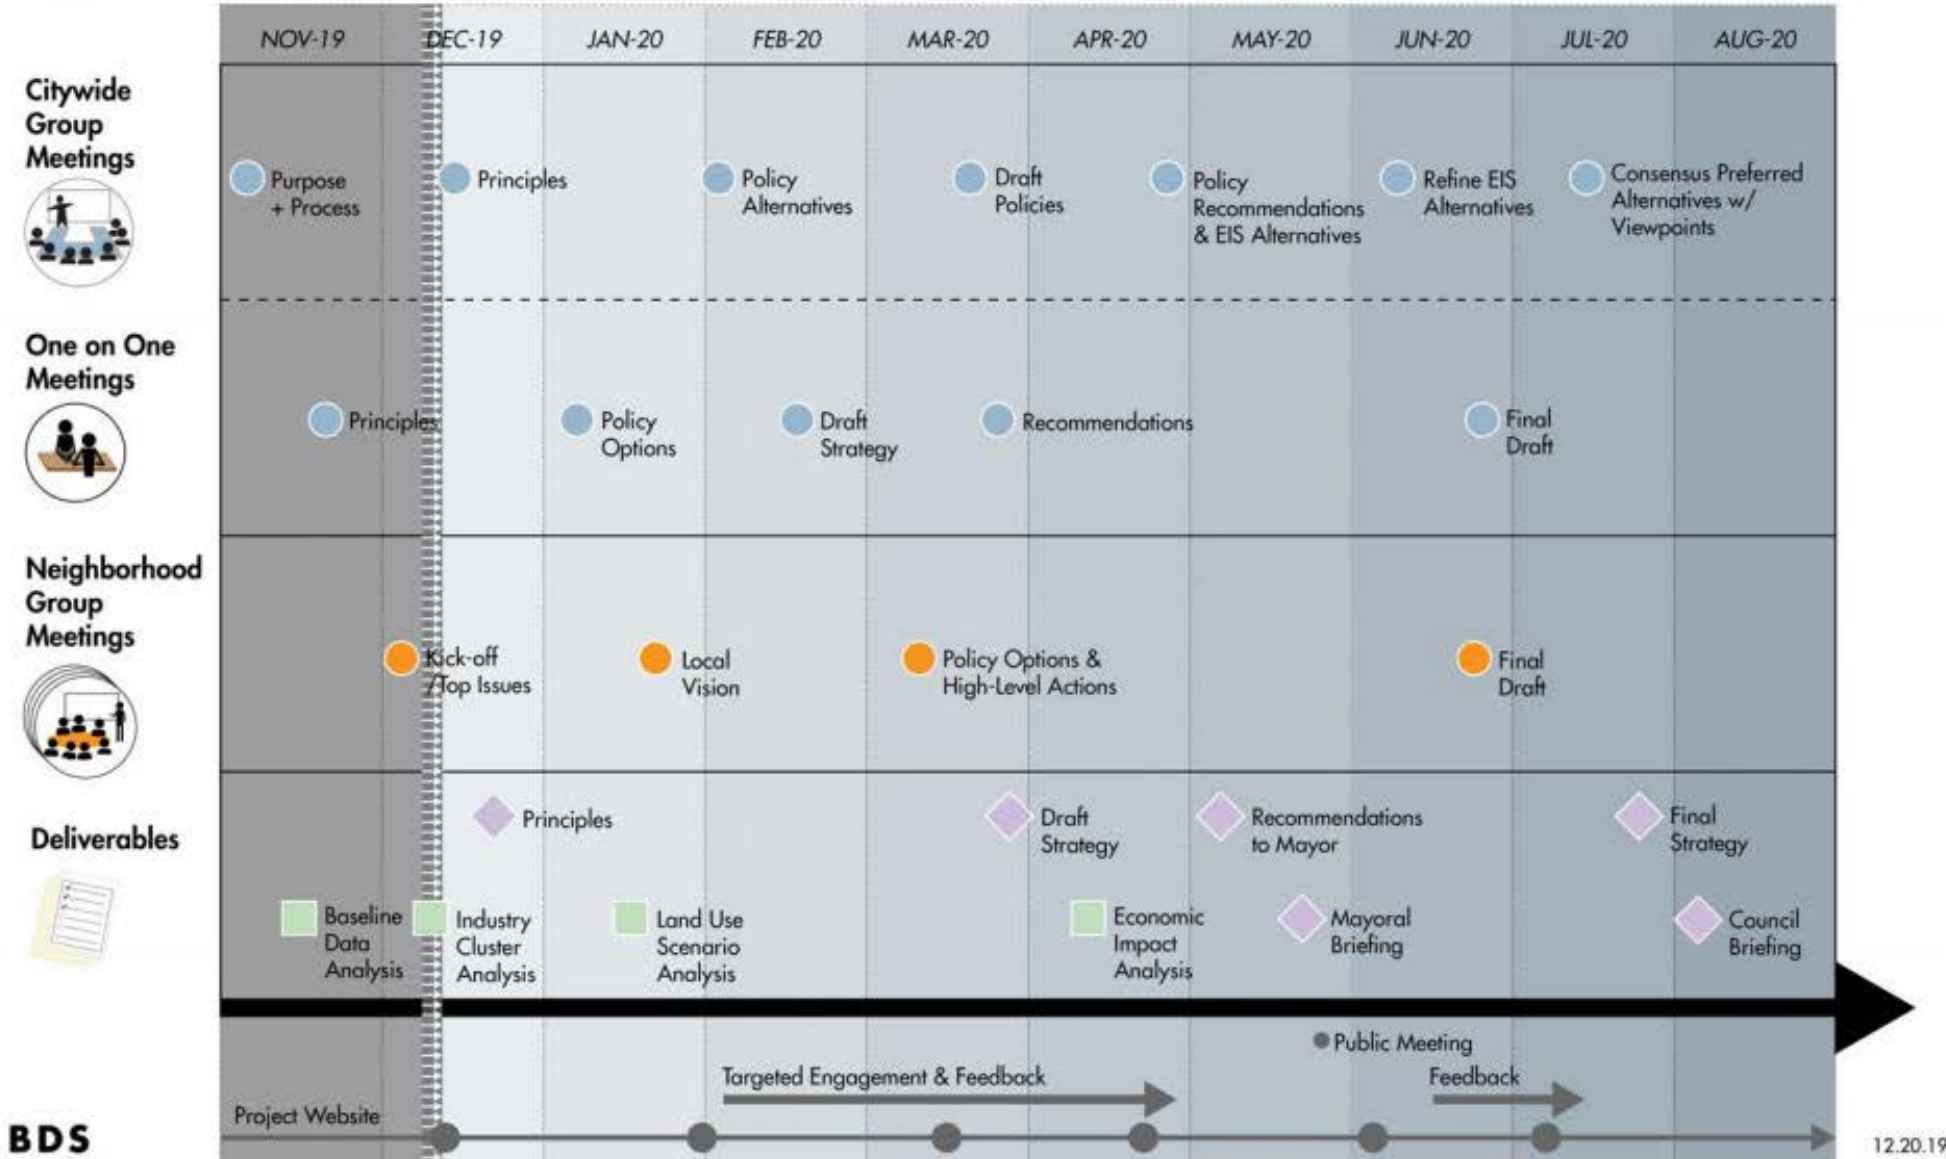 NOV-19 DEC-19 JAN-20 FEB-20 MAR-20 APR-20 MAY-20 JUN-20 JUL-20 AUG-20
Citywide
Group
Meetings
Purpose
+ Process
Principles
Policy
Alternatives
Draft
Policies
Policy
Recommendations
& EIS Alternatives
Refine EIS
Alternatives
Consensus Preferred
Alternatives w/
Viewpoints
One on One
Meetings
Principles
Policy
Options
Draft
Strategy
Recommendations
Final
Draft
Neighborhood
Group
Meetings
Kick-off
/Top Issues
Local
Vision
Policy Options &
High-Level Actions
Final
Draft
Deliverables
Principles
Draft
Strategy
Recommendations
to Mayor
Final
Strategy
Baseline
Data
Analysis
Industry
Cluster
Analysis
Land Use
Scenario
Analysis
Economic
Impact
Analysis
Mayoral
Briefing
Council
Briefing
Public Meeting
Targeted Engagement & Feedback
Feedback
Project Website
BDS
12.20.19